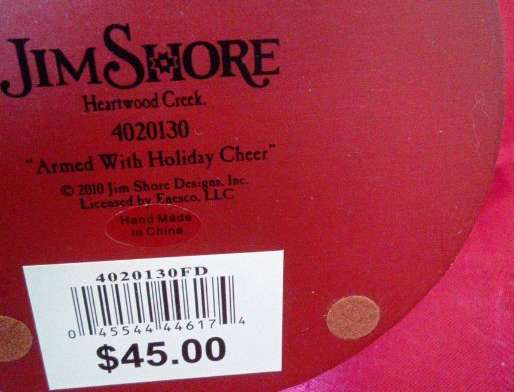 JIM SHORE
Heartwood Creek.
4020130
"Armed With Holiday Cheer"
© 2010 Jim Shore Designs, Inc.
Licensed by Enesco, LLC
Hand Made
in China
4020130FD
0 45544 44617 4
$45.00